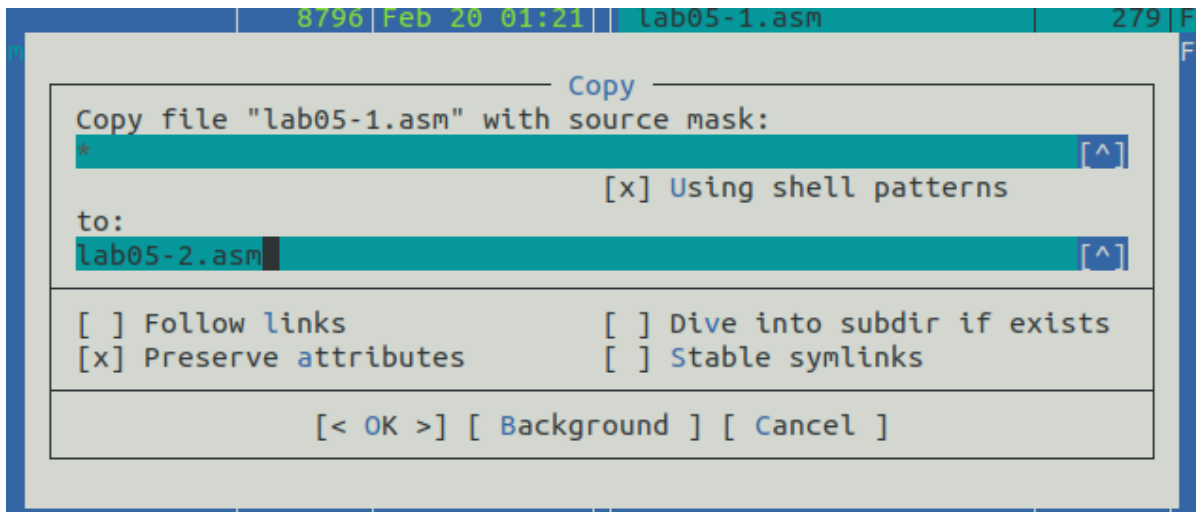 8796|Feb 20 01:21|| lab05-1.asm | 279|F
m F
Copy
Copy file "lab05-1.asm" with source mask:
* [^]
[x] Using shell patterns
to:
lab05-2.asm [^]
[ ] Follow links [ ] Dive into subdir if exists
[x] Preserve attributes [ ] Stable symlinks
[< OK >] [ Background ] [ Cancel ]